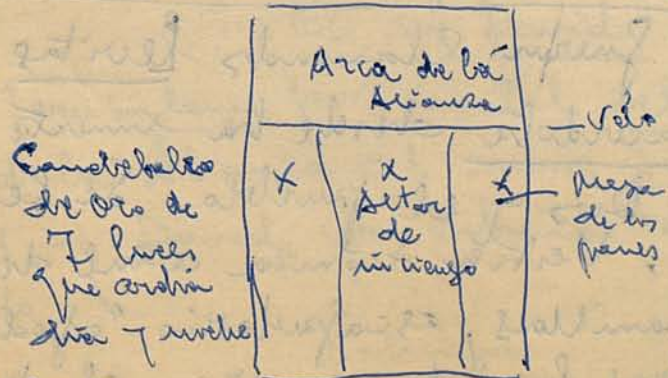 Arca de la
Alianza
Velo
Candelabro
de oro de
7 luces
que ardía
día y noche
x
x
Altar
de
incienso
x
mesa
de los
panes